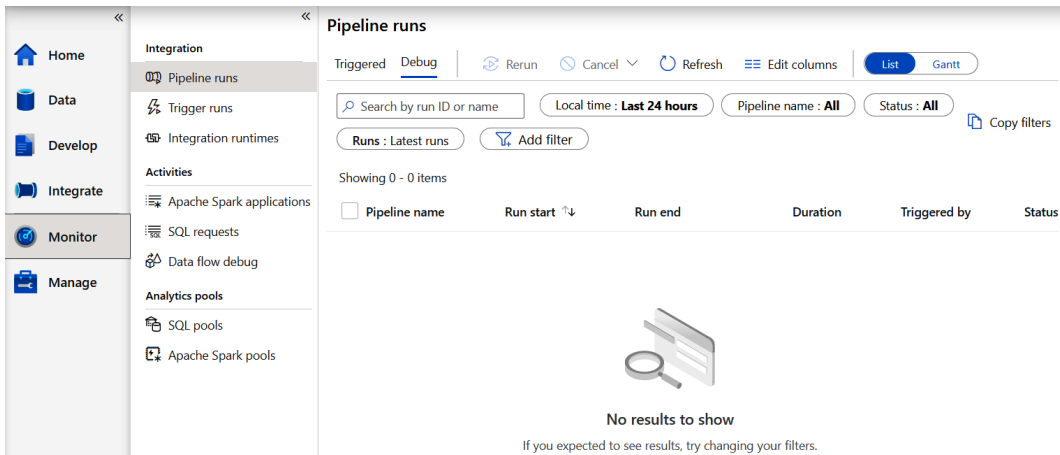 Home
Data
Develop
Integrate
Monitor
Manage
Integration
Pipeline runs
Trigger runs
Integration runtimes
Activities
Apache Spark applications
SQL requests
Data flow debug
Analytics pools
SQL pools
Apache Spark pools
Pipeline runs
Triggered Debug Rerun Cancel Refresh Edit columns List Gantt
Search by run ID or name Local time : Last 24 hours Pipeline name : All Status : All
Copy filters
Runs : Latest runs Add filter
Showing 0 - 0 items
Pipeline name Run start Run end Duration Triggered by Status
No results to show
If you expected to see results, try changing your filters.